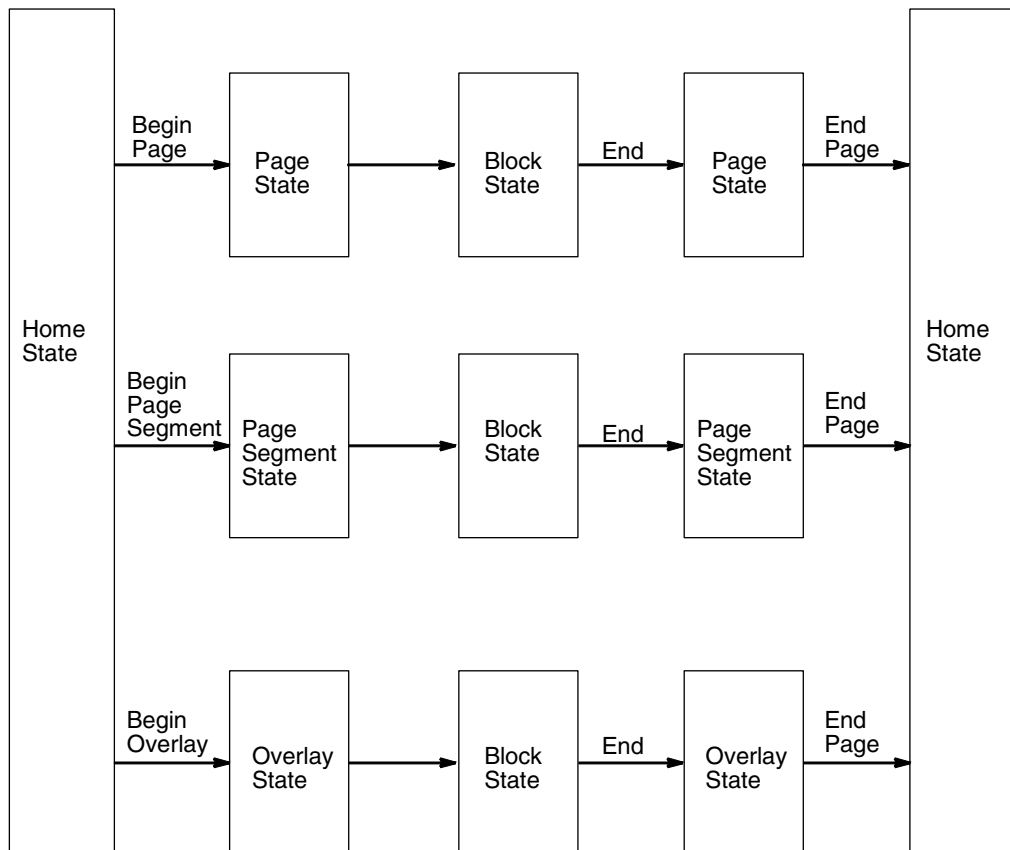 Begin
Page
Page
State
Block
State
End
Page
State
End
Page
Home
State
Home
State
Begin
Page
Segment
Page
Segment
State
Block
State
End
Page
Segment
State
End
Page
Begin
Overlay
Overlay
State
Block
State
End
Overlay
State
End
Page